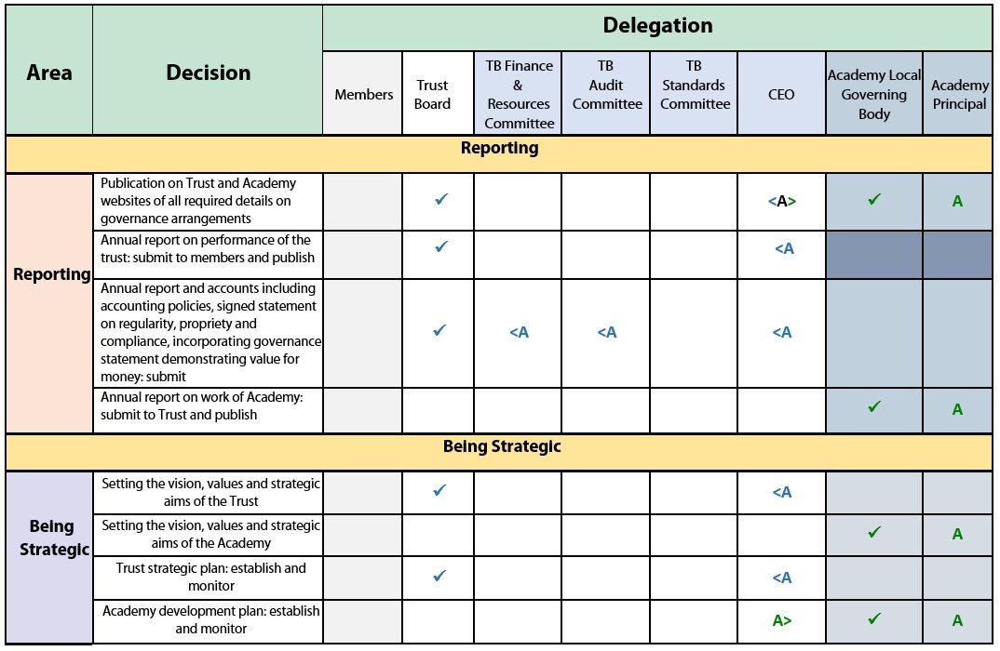 Area
Decision
Delegation
Members
Trust
Board
TB Finance
&
Resources
Committee
TB
Audit
Committee
TB
Standards
Committee
CEO
Academy Local
Governing
Body
Academy
Principal
Reporting
Reporting
Publication on Trust and Academy
websites of all required details on
governance arrangements
✓
<A>
✓
A
Annual report on performance of the
trust: submit to members and publish
✓
<A
Annual report and accounts including
accounting policies, signed statement
on regularity, propriety and
compliance, incorporating governance
statement demonstrating value for
money: submit
✓
<A
<A
<A
Annual report on work of Academy:
submit to Trust and publish
✓
A
Being Strategic
Being
Strategic
Setting the vision, values and strategic
aims of the Trust
✓
<A
Setting the vision, values and strategic
aims of the Academy
✓
A
Trust strategic plan: establish and
monitor
✓
<A
Academy development plan: establish
and monitor
A>
✓
A